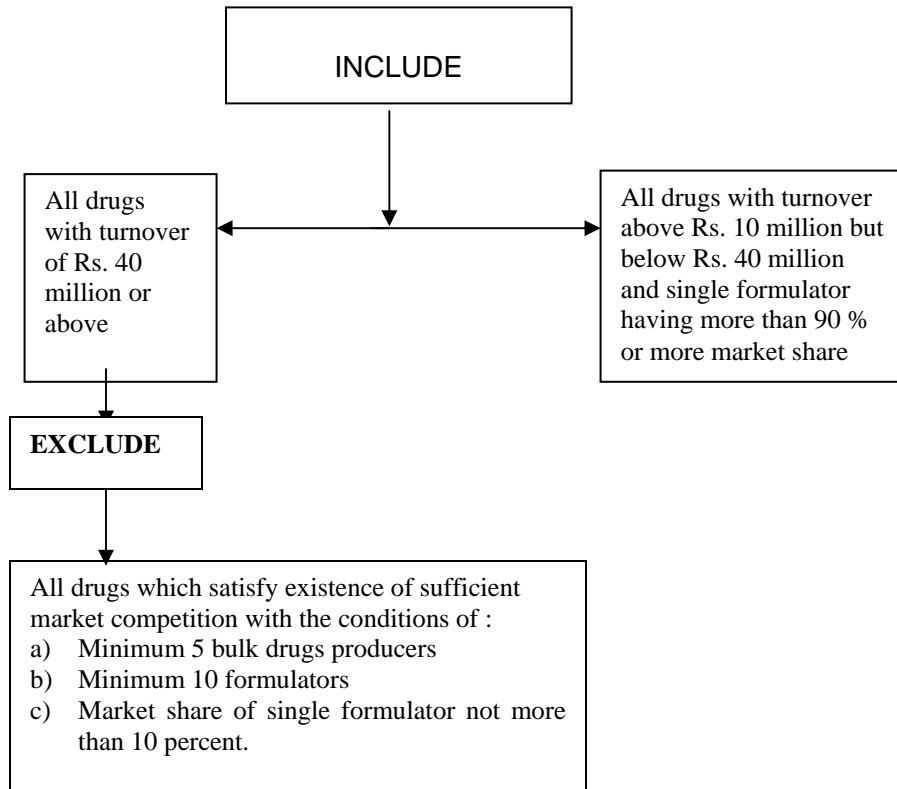 INCLUDE
All drugs
with turnover
of Rs. 40
million or
above
All drugs with turnover
above Rs. 10 million but
below Rs. 40 million
and single formulator
having more than 90 %
or more market share
EXCLUDE
All drugs which satisfy existence of sufficient
market competition with the conditions of :
a) Minimum 5 bulk drugs producers
b) Minimum 10 formulators
c) Market share of single formulator not more
than 10 percent.